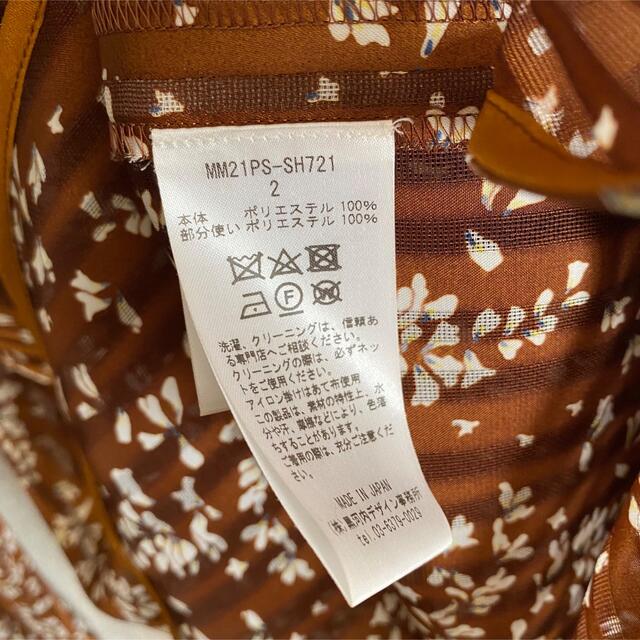 MM21PS-SH721
2
本体 ポリエステル 100%
部分使い ポリエステル 100%
洗濯、クリーニングは、信頼あ
る専門店へご相談ください。
クリーニングの際は、必ずネッ
トをご使用ください。
アイロン掛けはあて布使用
この製品は、素材の特性上、水
分や汗、摩擦などにより、色落
ちすることがあります。
ご着用の際は、充分ご注意くださ
い。
MADE IN JAPAN
(株)黒河内デザイン事務所
tel.03-6379-0029